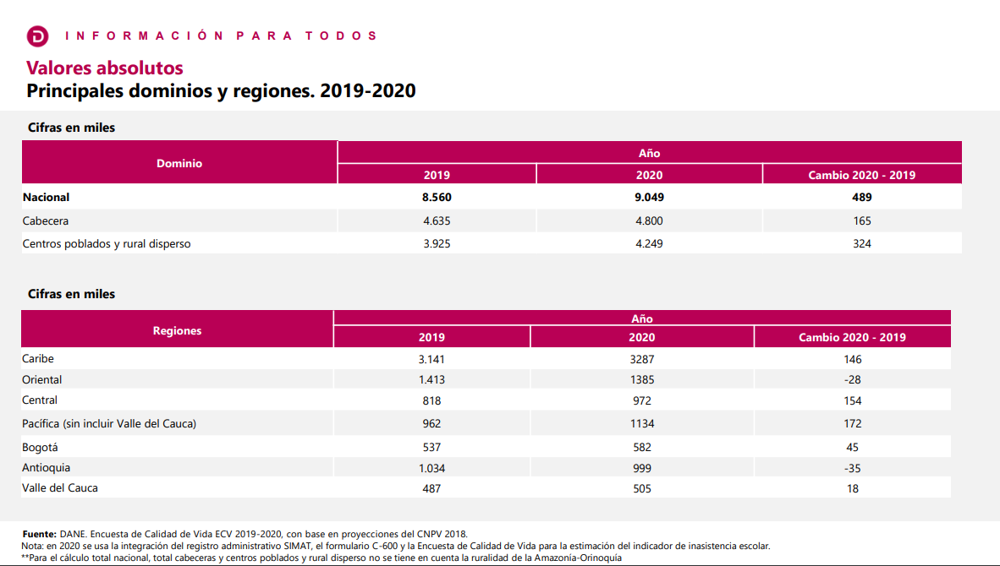 INFORMACIÓN PARA TODOS
Valores absolutos
Principales dominios y regiones. 2019-2020
Cifras en miles
Dominio Año
2019 2020 Cambio 2020 - 2019
Nacional 8.560 9.049 489
Cabecera 4.635 4.800 165
Centros poblados y rural disperso 3.925 4.249 324
Cifras en miles
Regiones Año
2019 2020 Cambio 2020 - 2019
Caribe 3.141 3287 146
Oriental 1.413 1385 -28
Central 818 972 154
Pacífica (sin incluir Valle del Cauca) 962 1134 172
Bogotá 537 582 45
Antioquia 1.034 999 -35
Valle del Cauca 487 505 18
Fuente: DANE. Encuesta de Calidad de Vida ECV 2019-2020, con base en proyecciones del CNPV 2018.
Nota: en 2020 se usa la integración del registro administrativo SIMAT, el formulario C-600 y la Encuesta de Calidad de Vida para la estimación del indicador de inasistencia escolar.
**Para el cálculo total nacional, total cabeceras y centros poblados y rural disperso no se tiene en cuenta la ruralidad de la Amazonía-Orinoquía